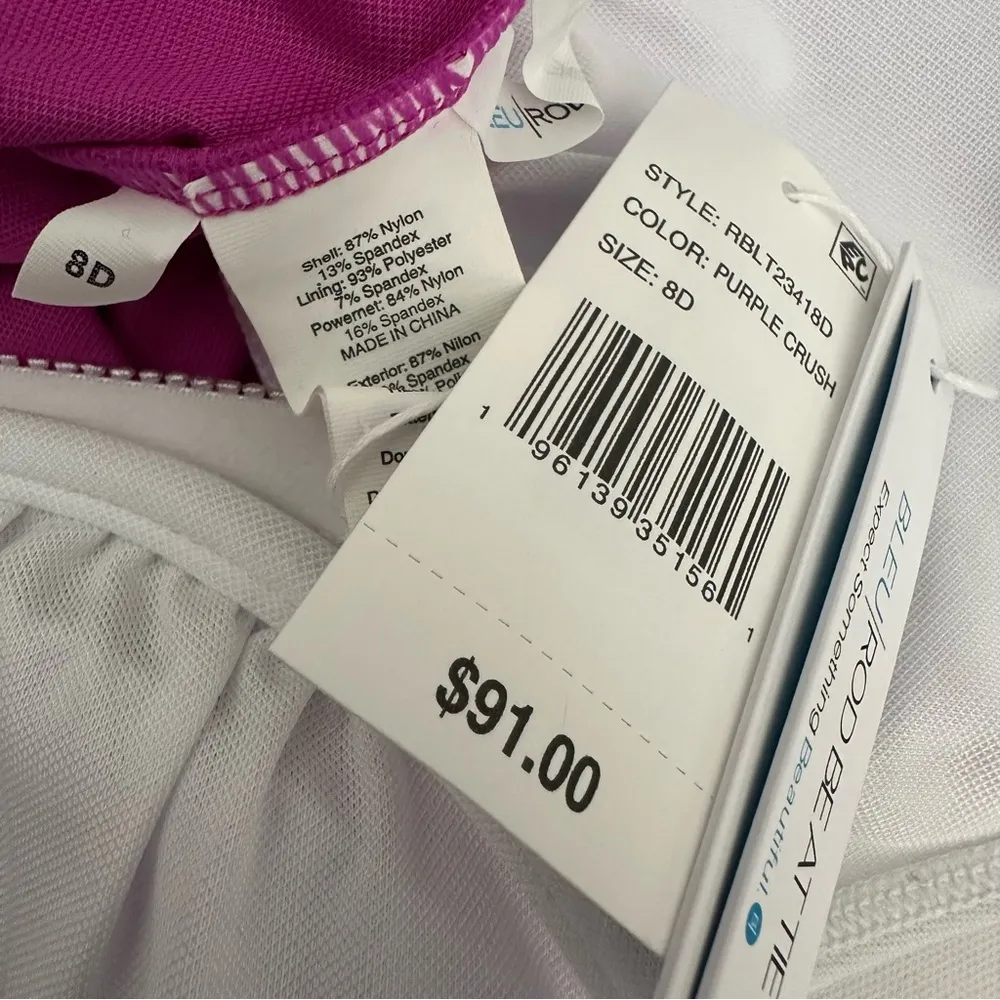 .EU/ROD
8D
Shell: 87% Nylon
13% Spandex
Lining: 93% Polyester
7% Spandex
Powernet: 84% Nylon
16% Spandex
MADE IN CHINA
Exterior: 87% Nilon
% Spandex
STYLE: RBLT23418D
COLOR: PURPLE CRUSH
SIZE: 8D
1 96139 35156 1
$91.00
BLEU/ROD BEATTIE
Expect Something Beautiful.